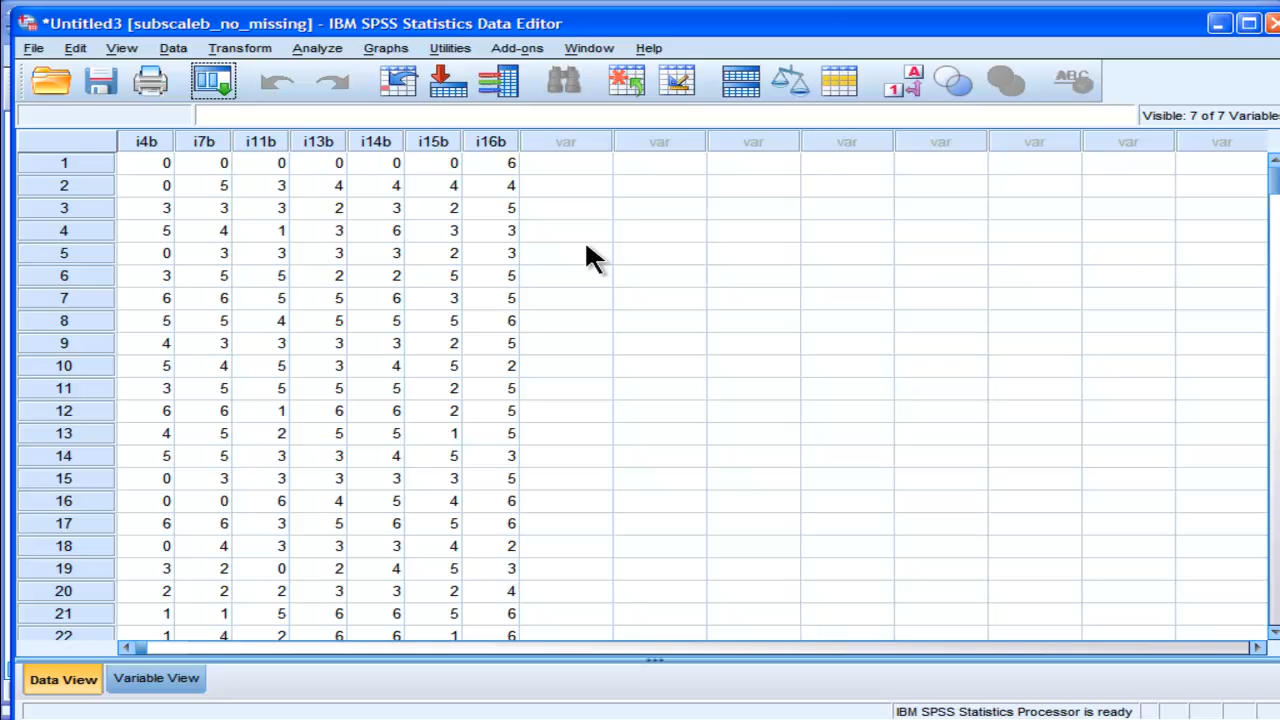 *Untitled3 [subscaleb_no_missing] - IBM SPSS Statistics Data Editor
File Edit View Data Transform Analyze Graphs Utilities Add-ons Window Help
A
1
ABC
Visible: 7 of 7 Variable
i4b i7b i11b i13b i14b i15b i16b var var var var var var var var
1 0 0 0 0 0 0 6
2 0 5 3 4 4 4 4
3 3 3 3 2 3 2 5
4 5 4 1 3 6 3 3
5 0 3 3 3 3 2 3
6 3 5 5 2 2 5 5
7 6 6 5 5 6 3 5
8 5 5 4 5 5 5 6
9 4 3 3 3 3 2 5
10 5 4 5 3 4 5 2
11 3 5 5 5 5 2 5
12 6 6 1 6 6 2 5
13 4 5 2 5 5 1 5
14 5 5 3 3 4 5 3
15 0 3 3 3 3 3 5
16 0 0 6 4 5 4 6
17 6 6 3 5 6 5 6
18 0 4 3 3 3 4 2
19 3 2 0 2 4 5 3
20 2 2 2 3 3 2 4
21 1 1 5 6 6 5 6
22 1 4 2 6 6 1 6
Data View Variable View
IBM SPSS Statistics Processor is ready